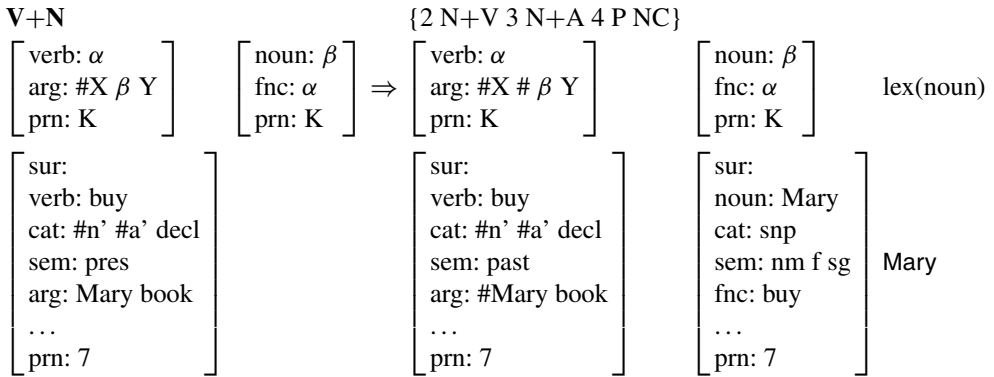 V+N {2 N+V 3 N+A 4 P NC}
verb: α noun: β verb: α noun: β
arg: #X β Y fnc: α ⇒ arg: #X # β Y fnc: α lex(noun)
prn: K prn: K prn: K prn: K
sur: sur: sur:
verb: buy verb: buy noun: Mary
cat: #n’ #a’ decl cat: #n’ #a’ decl cat: snp
sem: pres sem: past sem: nm f sg Mary
arg: Mary book arg: #Mary book fnc: buy
... ... ...
prn: 7 prn: 7 prn: 7